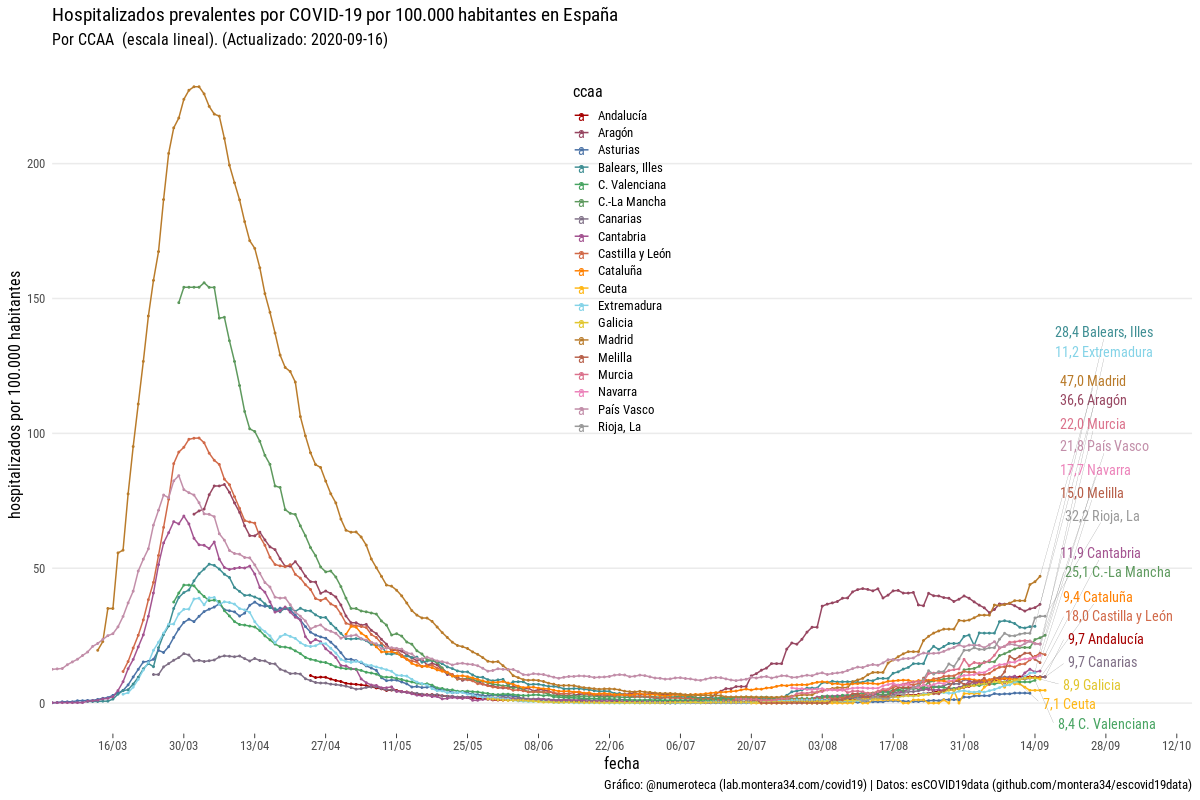 Hospitalizados prevalentes por COVID-19 por 100.000 habitantes en España
Por CCAA  (escala lineal). (Actualizado: 2020-09-16)
hospitalizados por 100.000 habitantes
200
150
100
50
0
ccaa
Andalucía
Aragón
Asturias
Balears, Illes
C. Valenciana
C.-La Mancha
Canarias
Cantabria
Castilla y León
Cataluña
Ceuta
Extremadura
Galicia
Madrid
Melilla
Murcia
Navarra
País Vasco
Rioja, La
28,4 Balears, Illes
11,2 Extremadura
47,0 Madrid
36,6 Aragón
22,0 Murcia
21,8 País Vasco
17,7 Navarra
15,0 Melilla
32,2 Rioja, La
11,9 Cantabria
25,1 C.-La Mancha
9,4 Cataluña
18,0 Castilla y León
9,7 Andalucía
9,7 Canarias
8,9 Galicia
7,1 Ceuta
8,4 C. Valenciana
16/03 30/03 13/04 27/04 11/05 25/05 08/06 22/06 06/07 20/07 03/08 17/08 31/08 14/09 28/09 12/10
fecha
Gráfico: @numeroteca (lab.montera34.com/covid19) | Datos: esCOVID19data (github.com/montera34/escovid19data)